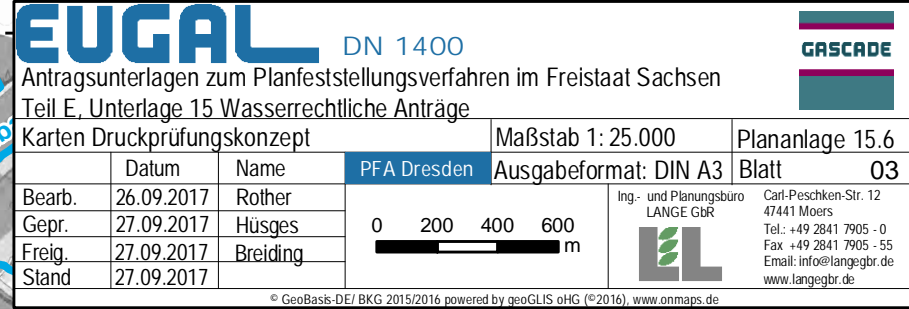 EUGAL DN 1400
GASCADE
Antragsunterlagen zum Planfeststellungsverfahren im Freistaat Sachsen
Teil E, Unterlage 15 Wasserrechtliche Anträge
Karten Druckprüfungskonzept Maßstab 1: 25.000 Plananlage 15.6
Datum Name PFA Dresden Ausgabeformat: DIN A3 Blatt 03
Bearb. 26.09.2017 Rother
Gepr. 27.09.2017 Hüsges
Freig. 27.09.2017 Breiding
Stand 27.09.2017
0 200 400 600
m
Ing.- und Planungsbüro
LANGE GbR
Carl-Peschken-Str. 12
47441 Moers
Tel.: +49 2841 7905 - 0
Fax +49 2841 7905 - 55
Email: info@langegbr.de
www.langegbr.de
© GeoBasis-DE/ BKG 2015/2016 powered by geoGLIS oHG (©2016), www.onmaps.de